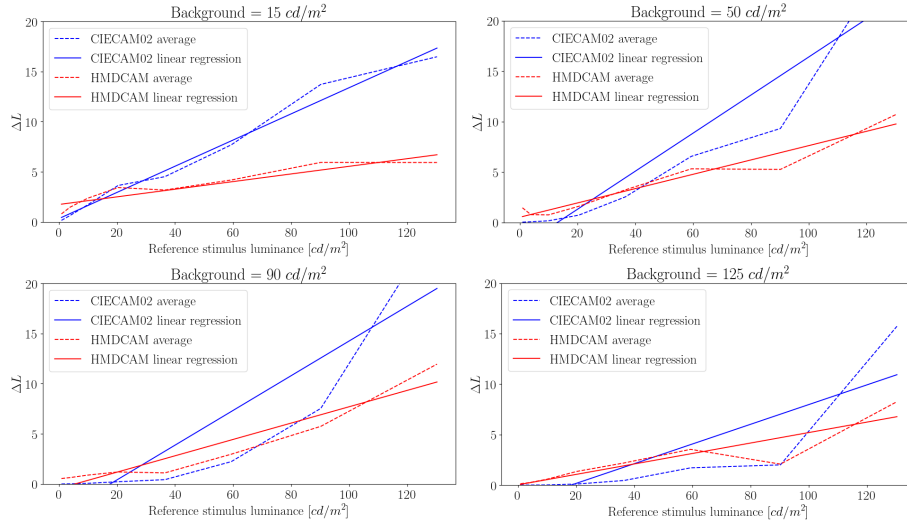 Background = 15 cd/m²
CIECAM02 average
CIECAM02 linear regression
HMDCAM average
HMDCAM linear regression
20
15
10
5
0
ΔL
0 20 40 60 80 100 120
Reference stimulus luminance [cd/m²]
Background = 50 cd/m²
CIECAM02 average
CIECAM02 linear regression
HMDCAM average
HMDCAM linear regression
20
15
10
5
0
ΔL
0 20 40 60 80 100 120
Reference stimulus luminance [cd/m²]
Background = 90 cd/m²
CIECAM02 average
CIECAM02 linear regression
HMDCAM average
HMDCAM linear regression
20
15
10
5
0
ΔL
0 20 40 60 80 100 120
Reference stimulus luminance [cd/m²]
Background = 125 cd/m²
CIECAM02 average
CIECAM02 linear regression
HMDCAM average
HMDCAM linear regression
20
15
10
5
0
ΔL
0 20 40 60 80 100 120
Reference stimulus luminance [cd/m²]